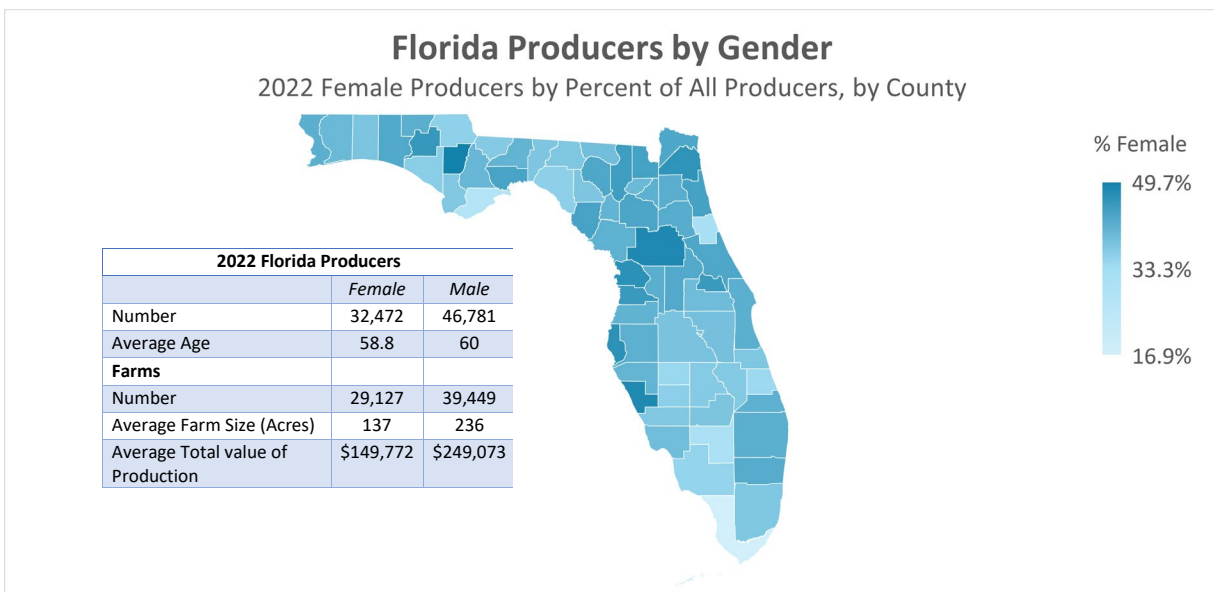 Florida Producers by Gender
2022 Female Producers by Percent of All Producers, by County
% Female
49.7%
33.3%
16.9%
2022 Florida Producers
Female Male
Number 32,472 46,781
Average Age 58.8 60
Farms
Number 29,127 39,449
Average Farm Size (Acres) 137 236
Average Total value of $149,772 $249,073
Production